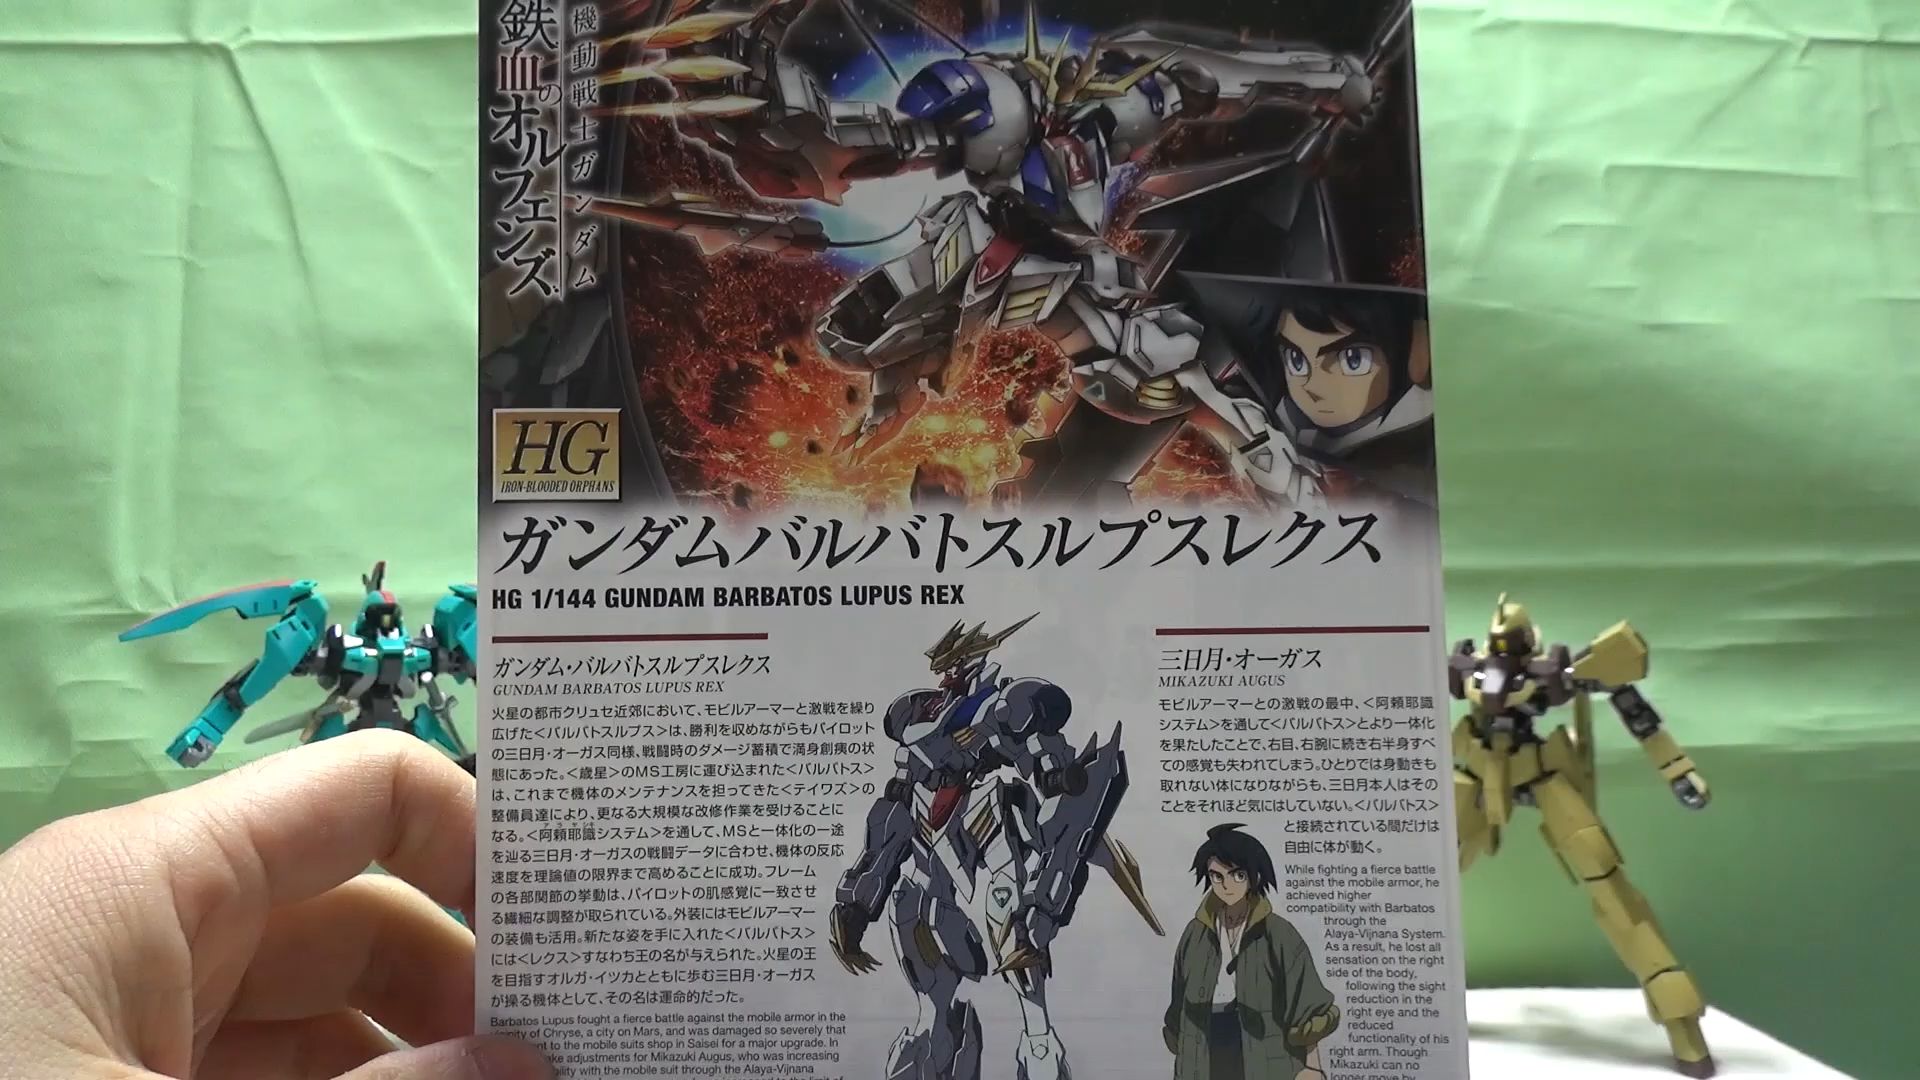 機動戦士ガンダム
鉄血のオルフェンズ
HG
IRON-BLOODED ORPHANS
ガンダムバルバトスルプスレクス
HG 1/144 GUNDAM BARBATOS LUPUS REX
ガンダム・バルバトスルプスレクス
GUNDAM BARBATOS LUPUS REX
火星の都市クリュセ近郊において、モビルアーマーと激戦を繰り
広げた<バルバトスルプス>は、勝利を収めながらもパイロット
の三日月・オーガス同様、戦闘時のダメージ蓄積で満身創痍の状
態にあった。<歳星>のMS工房に運び込まれた<バルバトス>
は、これまで機体のメンテナンスを担ってきた<テイワズ>の
整備員達により、更なる大規模な改修作業を受けることに
なる。<阿頼耶識システム>を通して、MSと一体化の一途
を辿る三日月・オーガスの戦闘データに合わせ、機体の反応
速度を理論値の限界まで高めることに成功。フレーム
の各部関節の挙動は、パイロットの肌感覚に一致させ
る繊細な調整が取られている。外装にはモビルアーマー
の装備も活用。新たな姿を手に入れた<バルバトス>
には<レクス>すなわち王の名が与えられた。火星の王
を目指すオルガ・イツカとともに歩む三日月・オーガス
が操る機体として、その名は運命的だった。
Barbatos Lupus fought a fierce battle against the mobile armor in the
of Chryse, a city on Mars, and was damaged so severely that
to the mobile suits shop in Saisei for a major upgrade. In
adjustments for Mikazuki Augus, who was increasing
with the mobile suit through the Alaya-Vijnana
三日月・オーガス
MIKAZUKI AUGUS
モビルアーマーとの激戦の最中、<阿頼耶識
システム>を通して<バルバトス>とより一体化
を果たしたことで、右目、右腕に続き右半身すべ
ての感覚も失われてしまう。ひとりでは身動きも
取れない体になりながらも、三日月本人はその
ことをそれほど気にはしていない。<バルバトス>
と接続されている間だけは
自由に体が動く。
While fighting a fierce battle
against the mobile armor, he
achieved higher
compatibility with Barbatos
through the
Alaya-Vijnana System.
As a result, he lost all
sensation on the right
side of the body,
following the sight
reduction in the
right eye and the
reduced
functionality of his
right arm. Though
Mikazuki can no
longer move by